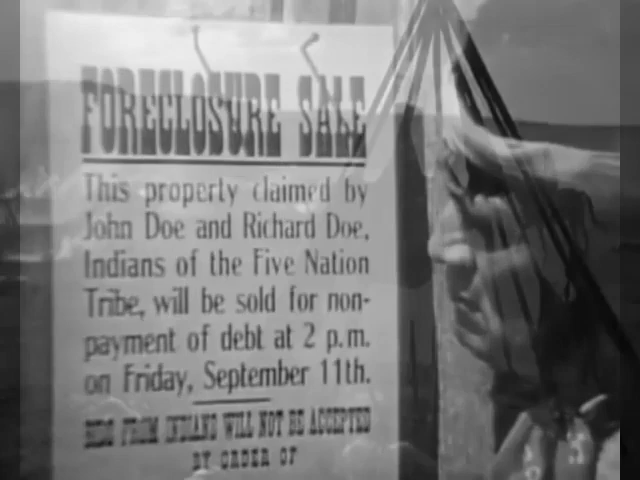 FORECLOSURE SALE
This property claimed by
John Doe and Richard Doe,
Indians of the Five Nation
Tribe, will be sold for non-
payment of debt at 2 p.m.
on Friday, September 11th.
BIDS FROM INDIANS WILL NOT BE ACCEPTED
BY ORDER OF